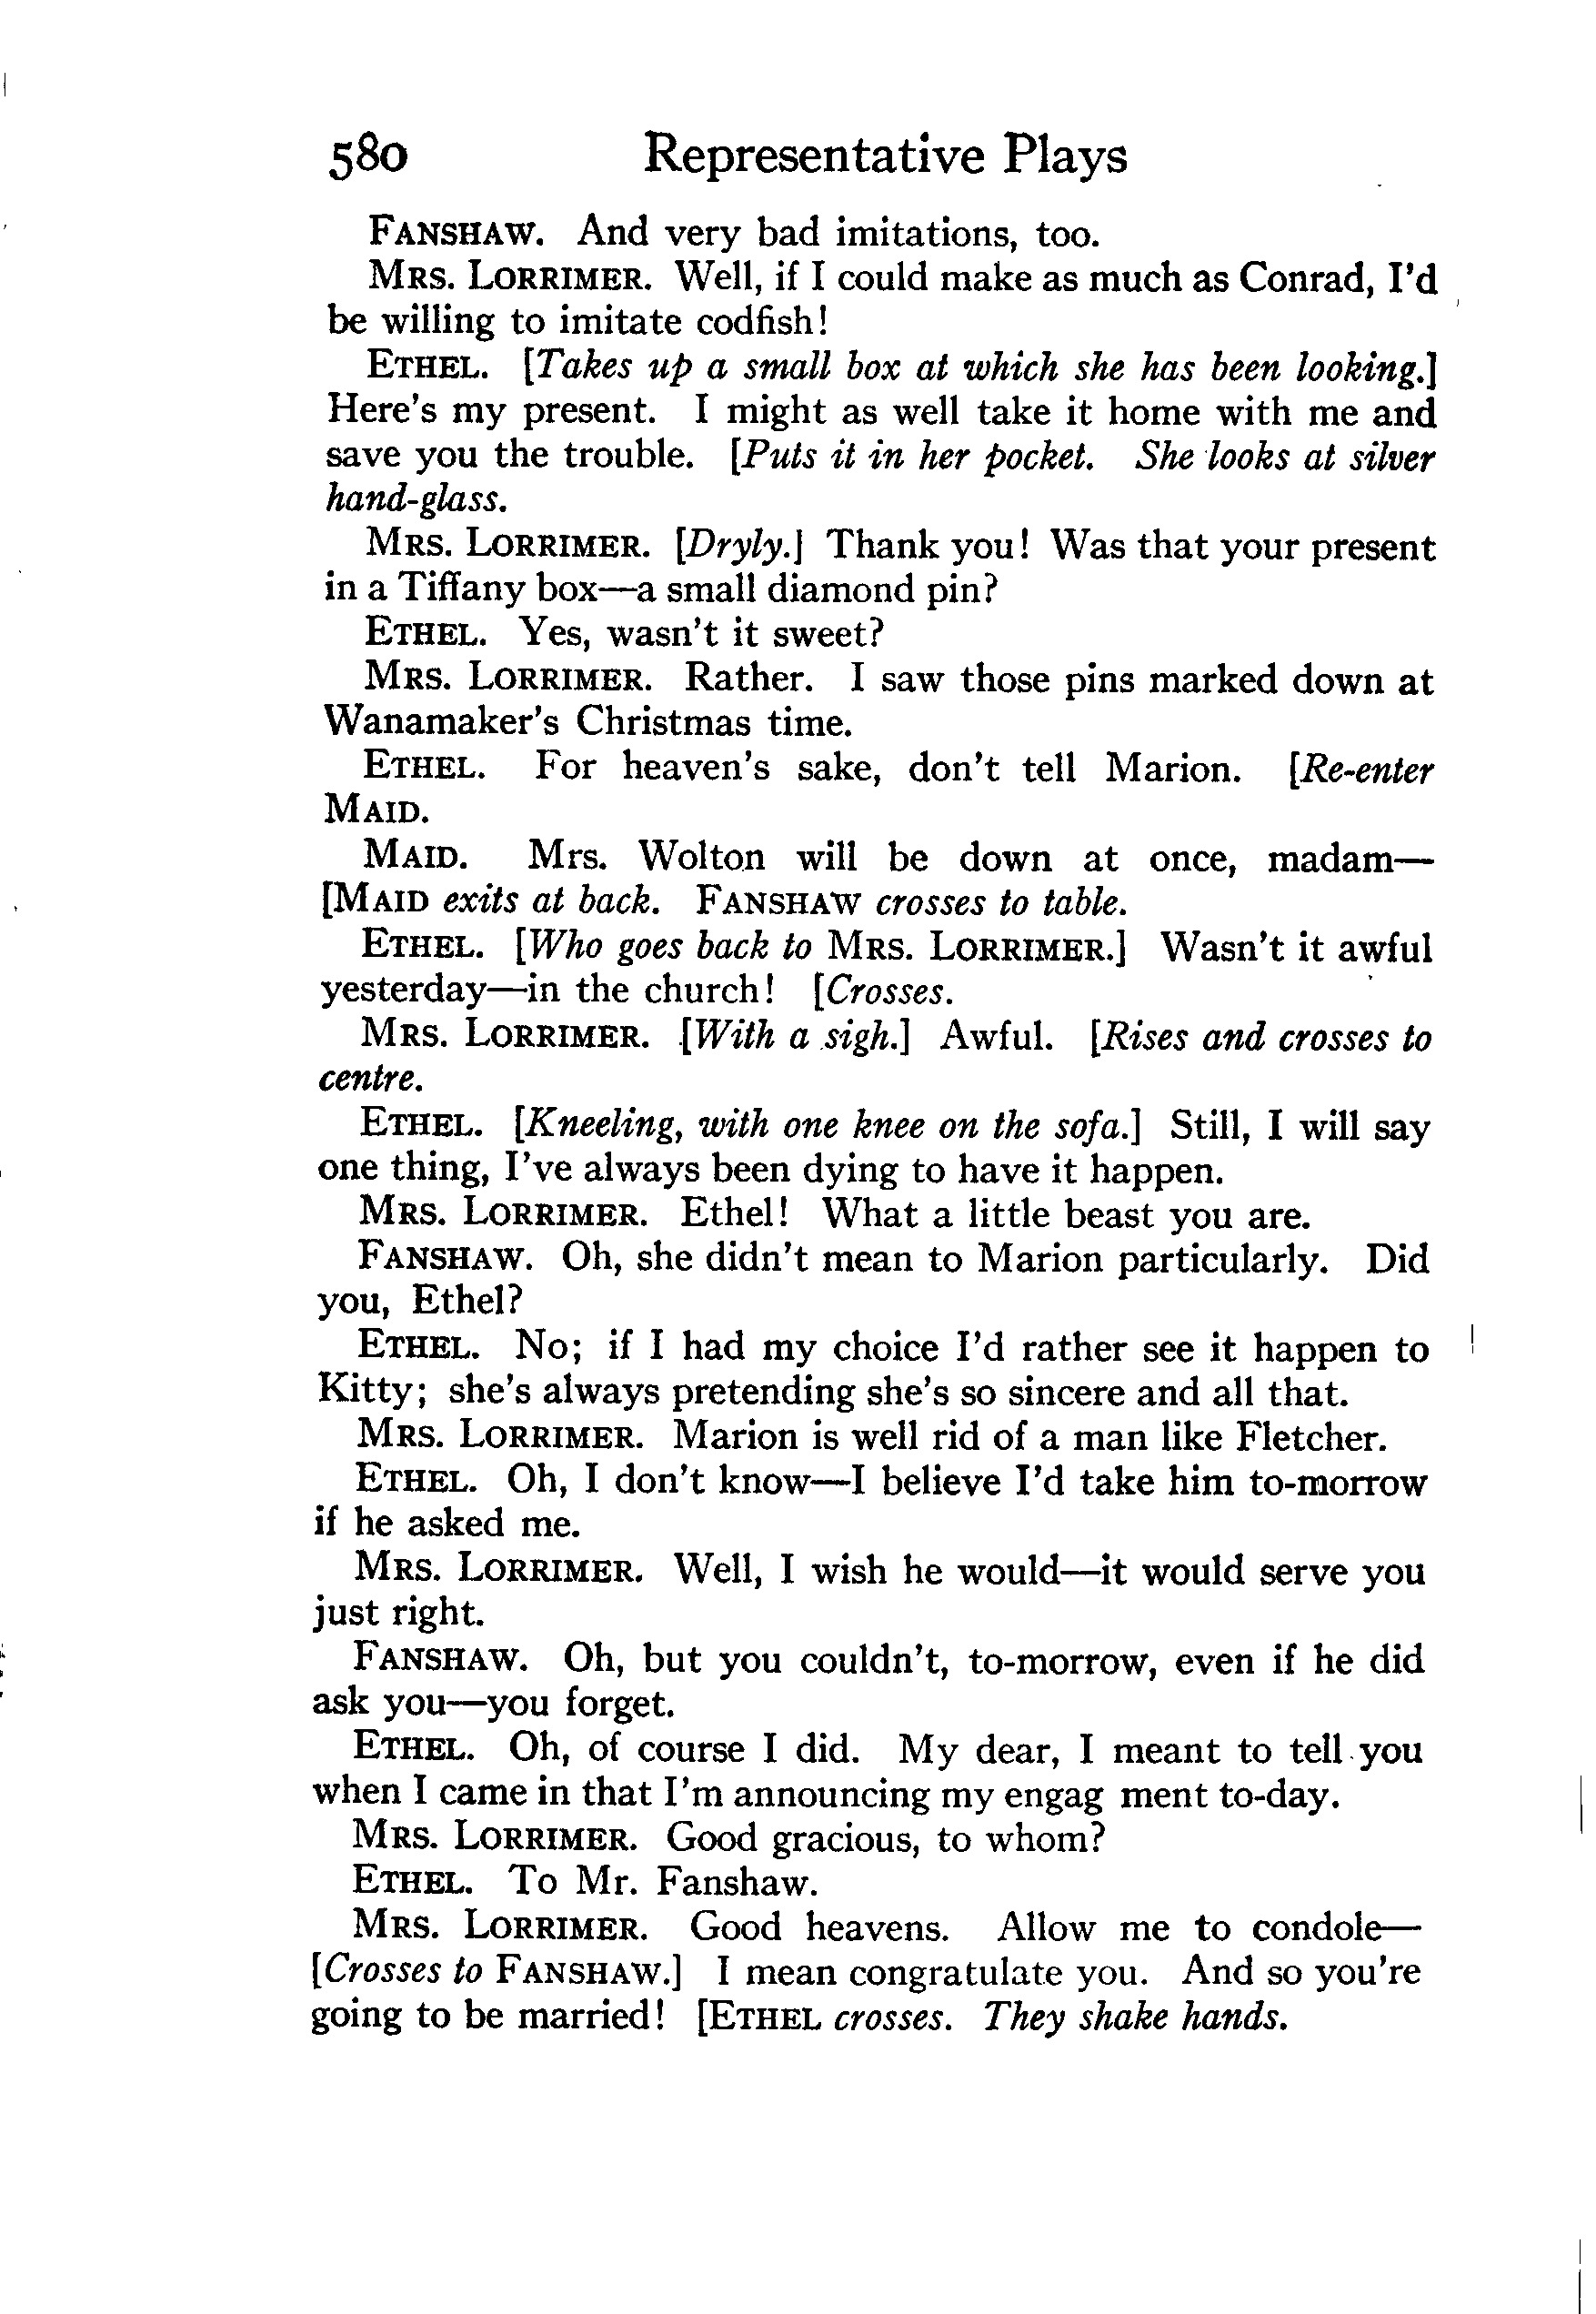 580 Representative Plays
FANSHAW. And very bad imitations, too.
MRS. LORRIMER. Well, if I could make as much as Conrad, I'd
be willing to imitate codfish!
ETHEL. [Takes up a small box at which she has been looking.]
Here's my present. I might as well take it home with me and
save you the trouble. [Puts it in her pocket. She looks at silver
hand-glass.
MRS. LORRIMER. [Dryly.] Thank you! Was that your present
in a Tiffany box—a small diamond pin?
ETHEL. Yes, wasn't it sweet?
MRS. LORRIMER. Rather. I saw those pins marked down at
Wanamaker's Christmas time.
ETHEL. For heaven's sake, don't tell Marion. [Re-enter
MAID.
MAID. Mrs. Wolton will be down at once, madam—
[MAID exits at back. FANSHAW crosses to table.
ETHEL. [Who goes back to MRS. LORRIMER.] Wasn't it awful
yesterday—in the church! [Crosses.
MRS. LORRIMER. [With a sigh.] Awful. [Rises and crosses to
centre.
ETHEL. [Kneeling, with one knee on the sofa.] Still, I will say
one thing, I've always been dying to have it happen.
MRS. LORRIMER. Ethel! What a little beast you are.
FANSHAW. Oh, she didn't mean to Marion particularly. Did
you, Ethel?
ETHEL. No; if I had my choice I'd rather see it happen to
Kitty; she's always pretending she's so sincere and all that.
MRS. LORRIMER. Marion is well rid of a man like Fletcher.
ETHEL. Oh, I don't know—I believe I'd take him to-morrow
if he asked me.
MRS. LORRIMER. Well, I wish he would—it would serve you
just right.
FANSHAW. Oh, but you couldn't, to-morrow, even if he did
ask you—you forget.
ETHEL. Oh, of course I did. My dear, I meant to tell you
when I came in that I'm announcing my engag ment to-day.
MRS. LORRIMER. Good gracious, to whom?
ETHEL. To Mr. Fanshaw.
MRS. LORRIMER. Good heavens. Allow me to condole—
[Crosses to FANSHAW.] I mean congratulate you. And so you're
going to be married! [ETHEL crosses. They shake hands.